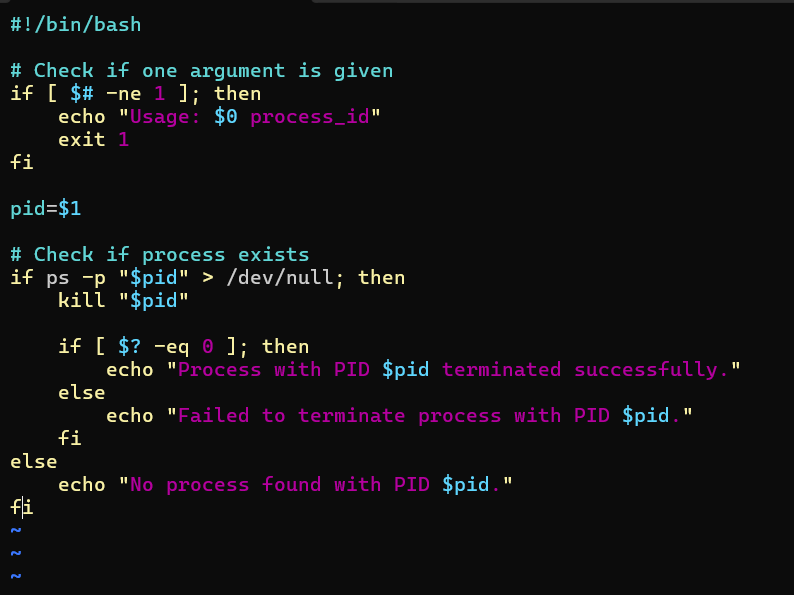 #!/bin/bash

# Check if one argument is given
if [ $# -ne 1 ]; then
    echo "Usage: $0 process_id"
    exit 1
fi

pid=$1

# Check if process exists
if ps -p "$pid" > /dev/null; then
    kill "$pid"

    if [ $? -eq 0 ]; then
        echo "Process with PID $pid terminated successfully."
    else
        echo "Failed to terminate process with PID $pid."
    fi
else
    echo "No process found with PID $pid."
fi
~
~
~